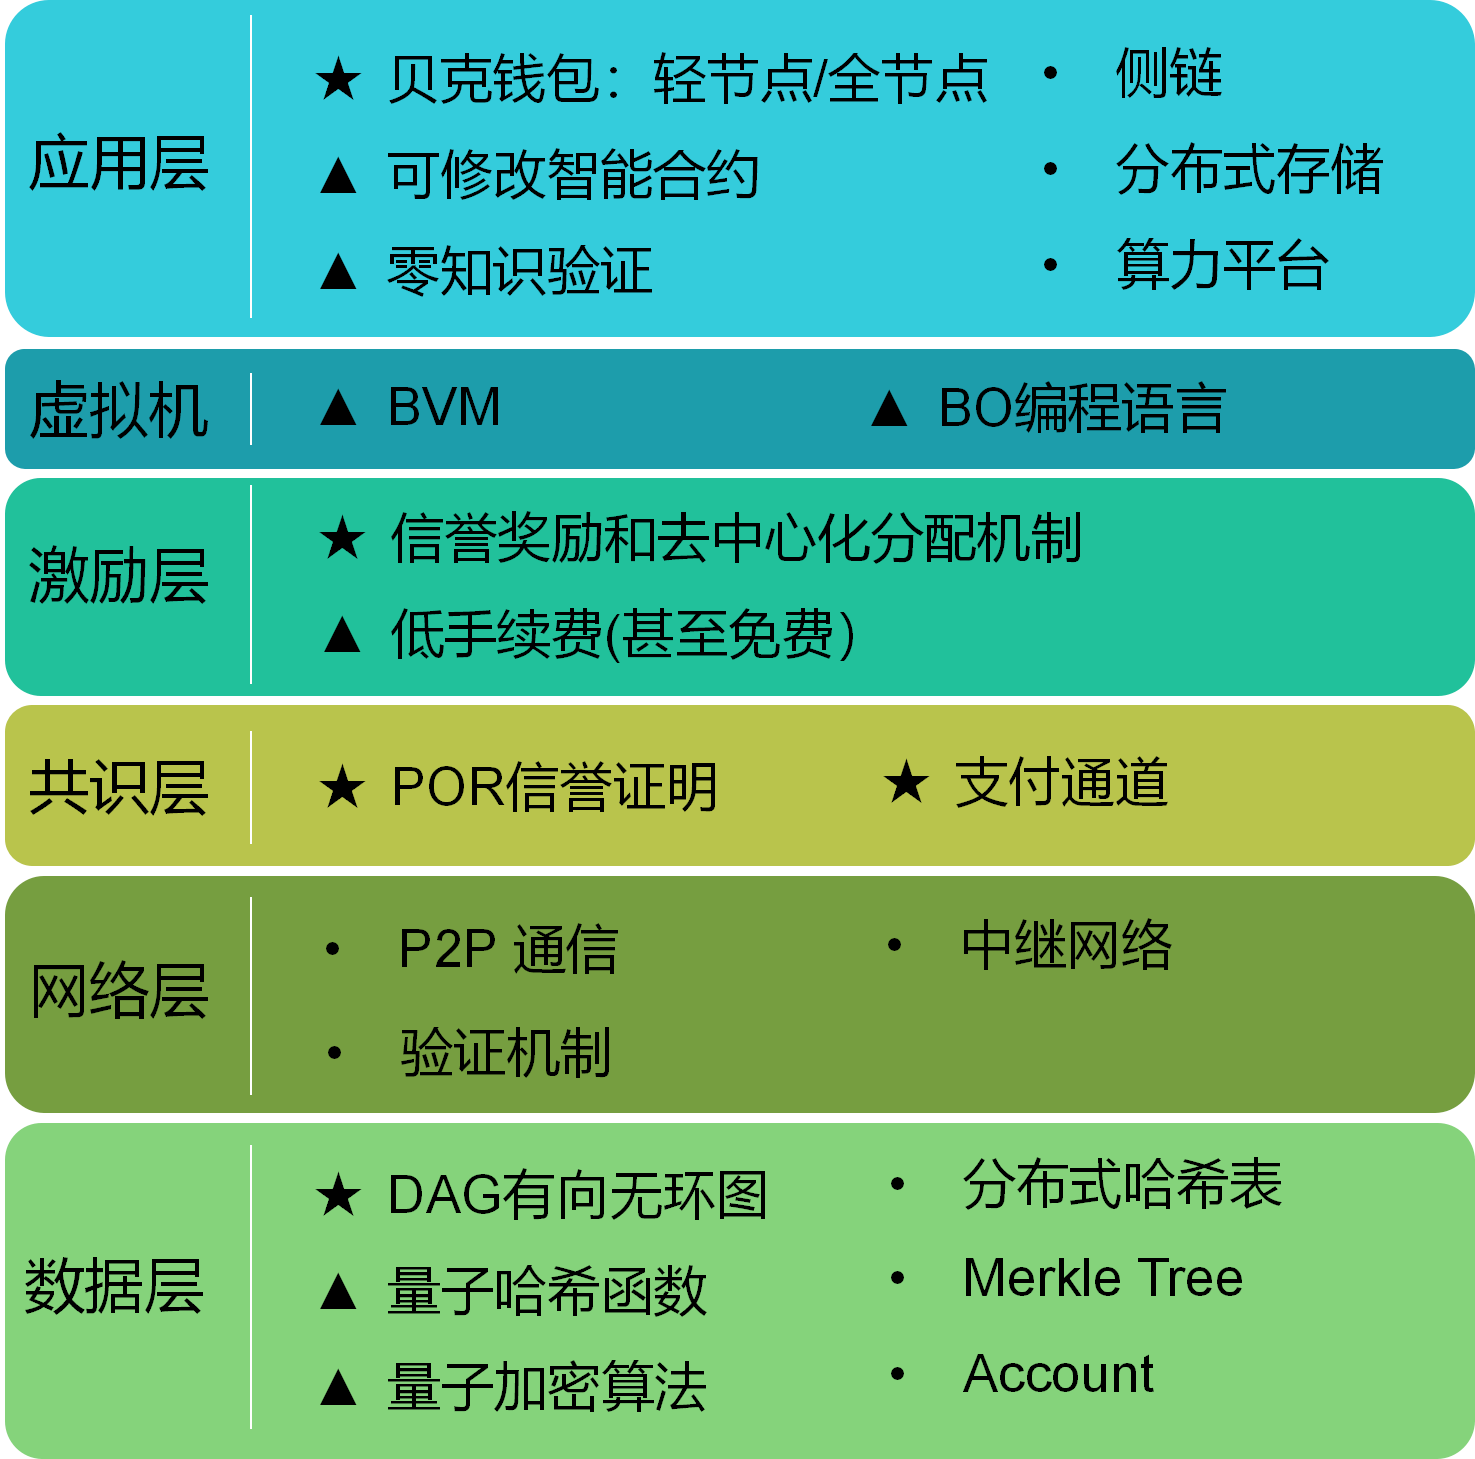 应用层
★ 贝克钱包：轻节点/全节点
• 侧链
▲ 可修改智能合约
• 分布式存储
▲ 零知识验证
• 算力平台
虚拟机
▲ BVM
▲ BO编程语言
激励层
★ 信誉奖励和去中心化分配机制
▲ 低手续费(甚至免费）
共识层
★ POR信誉证明
★ 支付通道
网络层
• P2P 通信
• 中继网络
• 验证机制
数据层
★ DAG有向无环图
• 分布式哈希表
▲ 量子哈希函数
• Merkle Tree
▲ 量子加密算法
• Account